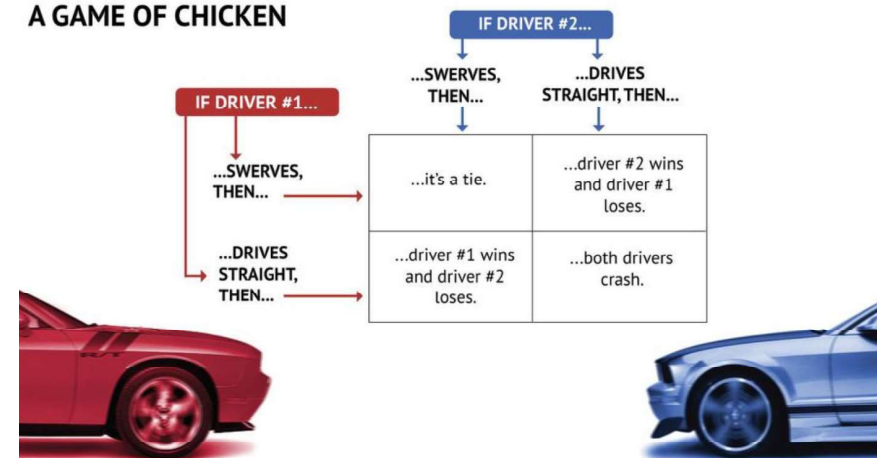 A GAME OF CHICKEN
IF DRIVER #2...
...SWERVES,
THEN...
...DRIVES
STRAIGHT, THEN...
IF DRIVER #1...
...SWERVES,
THEN...
...it's a tie.
...driver #2 wins
and driver #1
loses.
...DRIVES
STRAIGHT,
THEN...
...driver #1 wins
and driver #2
loses.
...both drivers
crash.
R/T